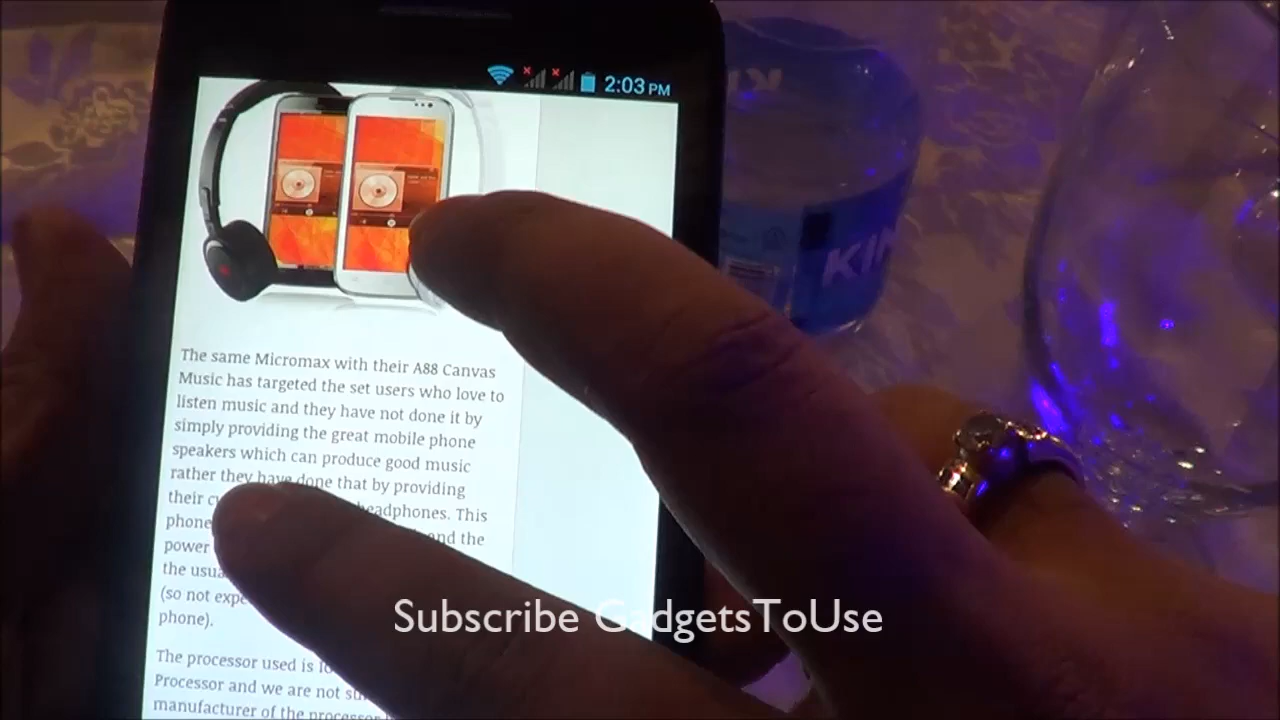 2:03 PM
The same Micromax with their A88 Canvas
Music has targeted the set users who love to
listen music and they have not done it by
simply providing the great mobile phone
speakers which can produce good music
rather they have done that by providing
their headphones. This
phone and the
power
the usual
(so not
phone).
The processor used is
Processor and we are not
manufacturer of the processor
KIN
Subscribe GadgetsToUse